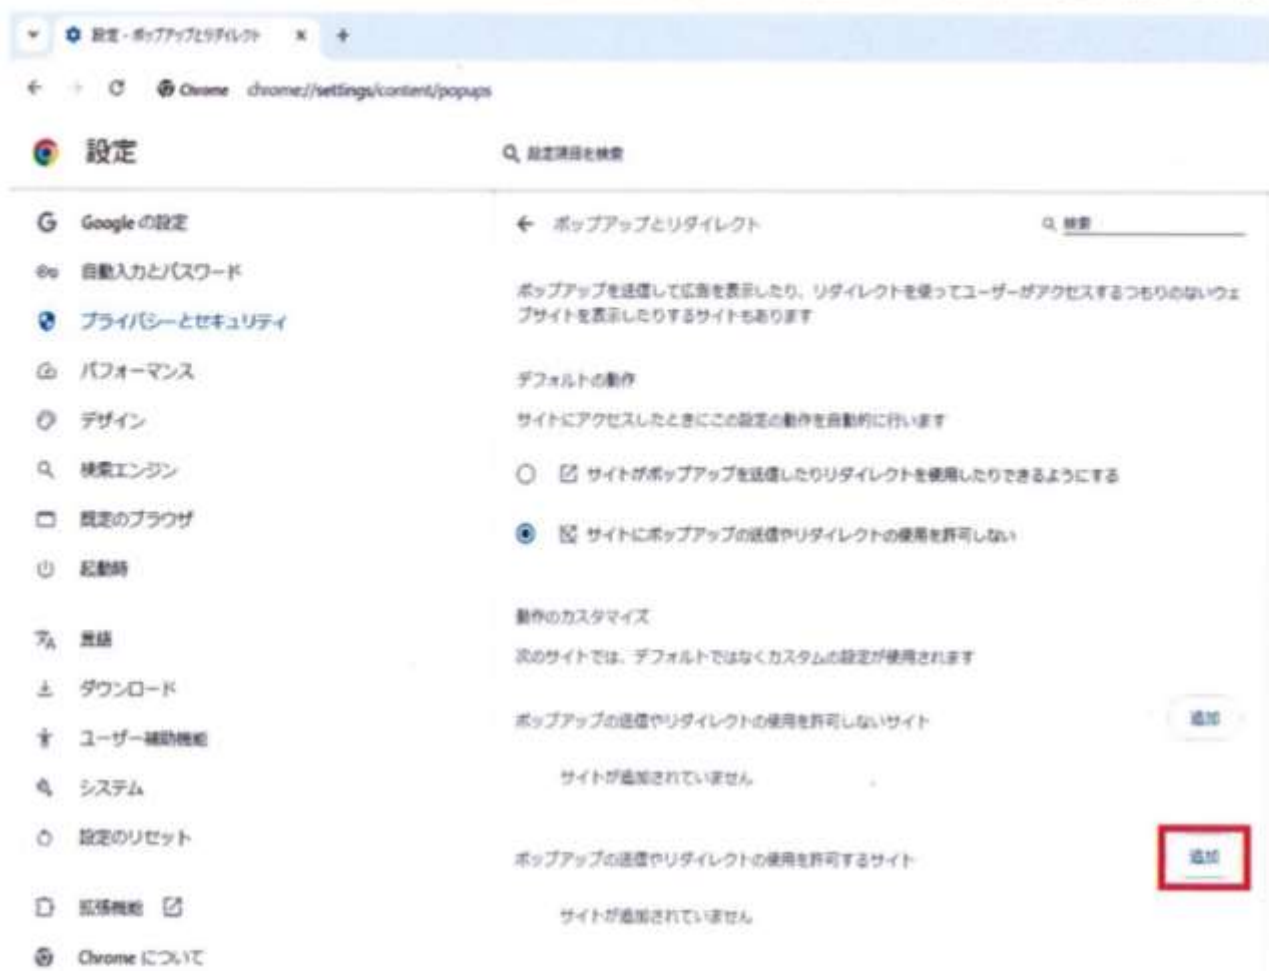 設定 - ポップアップとリダイレクト
Chrome chrome://settings/content/popups
設定
設定項目を検索
Google の設定
自動入力とパスワード
プライバシーとセキュリティ
パフォーマンス
デザイン
検索エンジン
既定のブラウザ
起動時
言語
ダウンロード
ユーザー補助機能
システム
設定のリセット
拡張機能
Chrome について
ポップアップとリダイレクト
検索
ポップアップを送信して広告を表示したり、リダイレクトを使ってユーザーがアクセスするつもりのないウェ
ブサイトを表示したりするサイトもあります
デフォルトの動作
サイトにアクセスしたときにこの設定の動作を自動的に行います
サイトがポップアップを送信したりリダイレクトを使用したりできるようにする
サイトにポップアップの送信やリダイレクトの使用を許可しない
動作のカスタマイズ
次のサイトでは、デフォルトではなくカスタムの設定が使用されます
ポップアップの送信やリダイレクトの使用を許可しないサイト
追加
サイトが追加されていません
ポップアップの送信やリダイレクトの使用を許可するサイト
追加
サイトが追加されていません